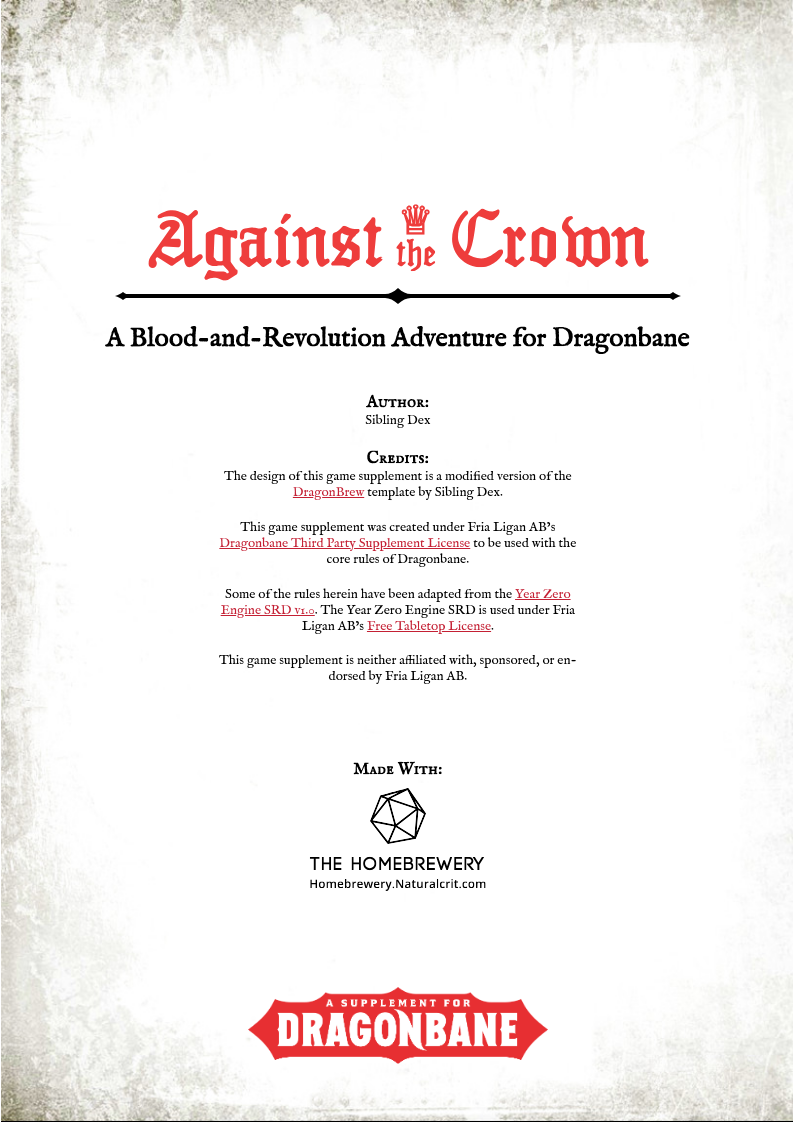 Against the Crown
A Blood-and-Revolution Adventure for Dragonbane
Author:
Sibling Dex
Credits:
The design of this game supplement is a modified version of the
DragonBrew template by Sibling Dex.
This game supplement was created under Fria Ligan AB's
Dragonbane Third Party Supplement License to be used with the
core rules of Dragonbane.
Some of the rules herein have been adapted from the Year Zero
Engine SRD v1.0. The Year Zero Engine SRD is used under Fria
Ligan AB's Free Tabletop License.
This game supplement is neither affiliated with, sponsored, or en-
dorsed by Fria Ligan AB.
Made With:
THE HOMEBREWERY
Homebrewery.Naturalcrit.com
A SUPPLEMENT FOR
DRAGONBANE